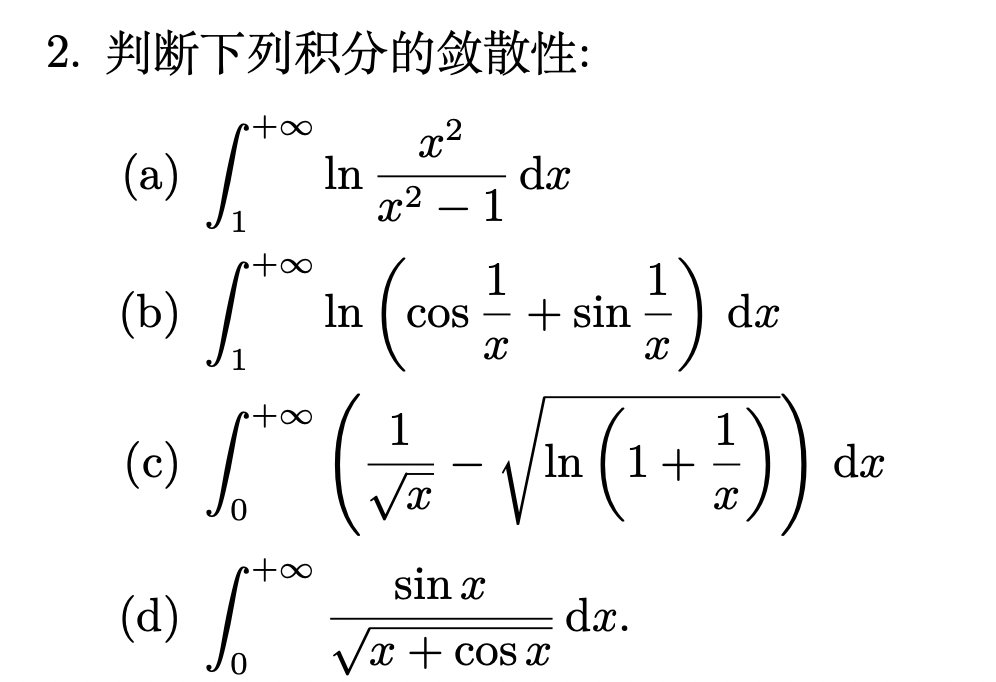 2. 判断下列积分的敛散性:
(a) $\int_{1}^{+\infty} \ln \frac{x^2}{x^2 - 1} \, \mathrm{d}x$
(b) $\int_{1}^{+\infty} \ln \left( \cos \frac{1}{x} + \sin \frac{1}{x} \right) \, \mathrm{d}x$
(c) $\int_{0}^{+\infty} \left( \frac{1}{\sqrt{x}} - \sqrt{\ln \left( 1 + \frac{1}{x} \right)} \right) \, \mathrm{d}x$
(d) $\int_{0}^{+\infty} \frac{\sin x}{\sqrt{x + \cos x}} \, \mathrm{d}x.$